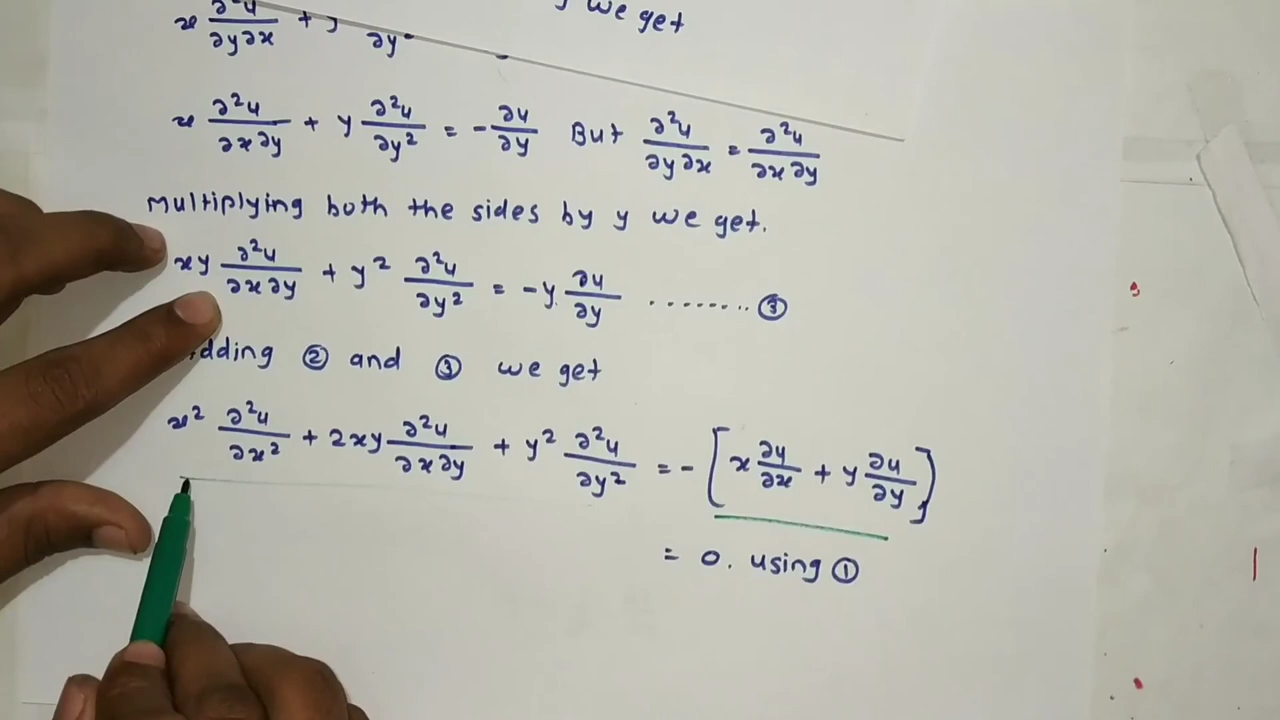 we get
x ∂²u/∂y∂x + y ∂y²
x ∂²u/∂x∂y + y ∂²u/∂y² = - ∂u/∂y But ∂²u/∂y∂x = ∂²u/∂x∂y
Multiplying both the sides by y we get.
xy ∂²u/∂x∂y + y² ∂²u/∂y² = -y ∂u/∂y ........ ③
dding ② and ③ we get
x² ∂²u/∂x² + 2xy ∂²u/∂x∂y + y² ∂²u/∂y² = - [x ∂u/∂x + y ∂u/∂y]
= 0. using ①